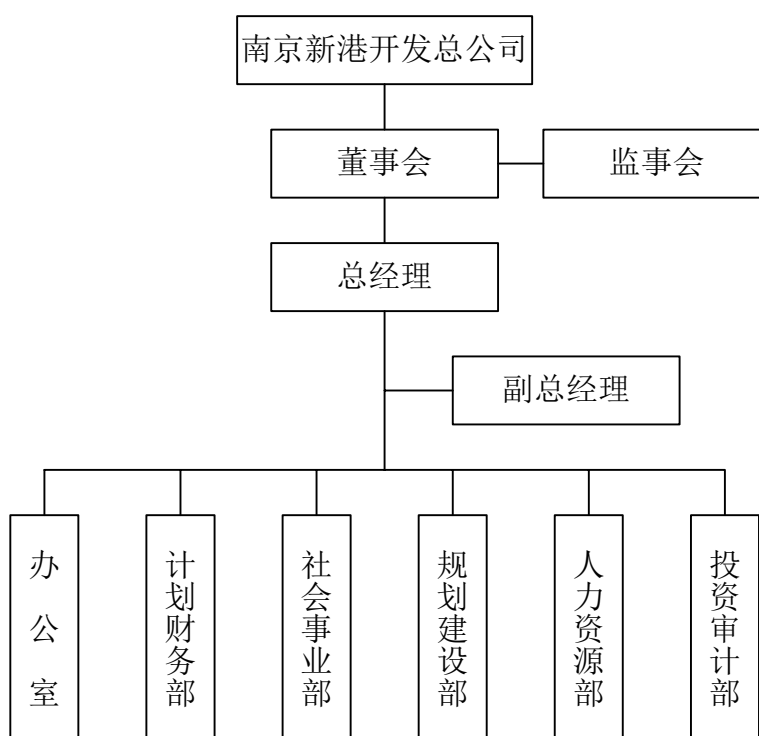 南京新港开发总公司
董事会
监事会
总经理
副总经理
办公室
计划财务部
社会事业部
规划建设部
人力资源部
投资审计部